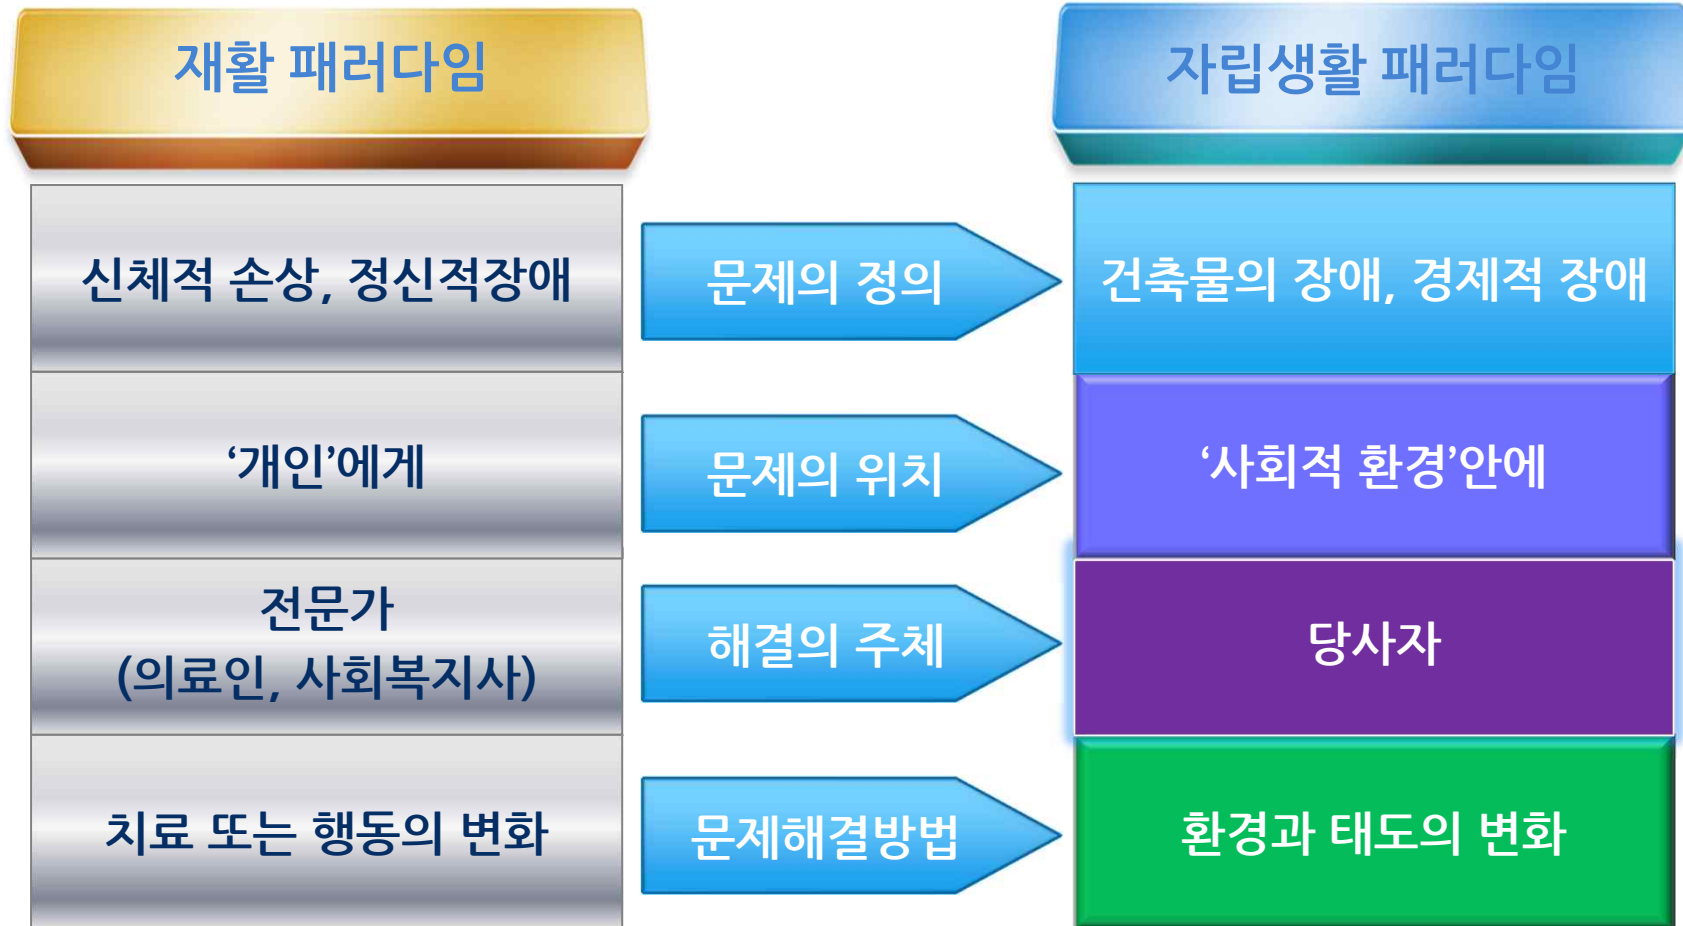 재활 패러다임
자립생활 패러다임
신체적 손상, 정신적장애
문제의 정의
건축물의 장애, 경제적 장애
‘개인’에게
문제의 위치
‘사회적 환경’안에
전문가
(의료인, 사회복지사)
해결의 주체
당사자
치료 또는 행동의 변화
문제해결방법
환경과 태도의 변화